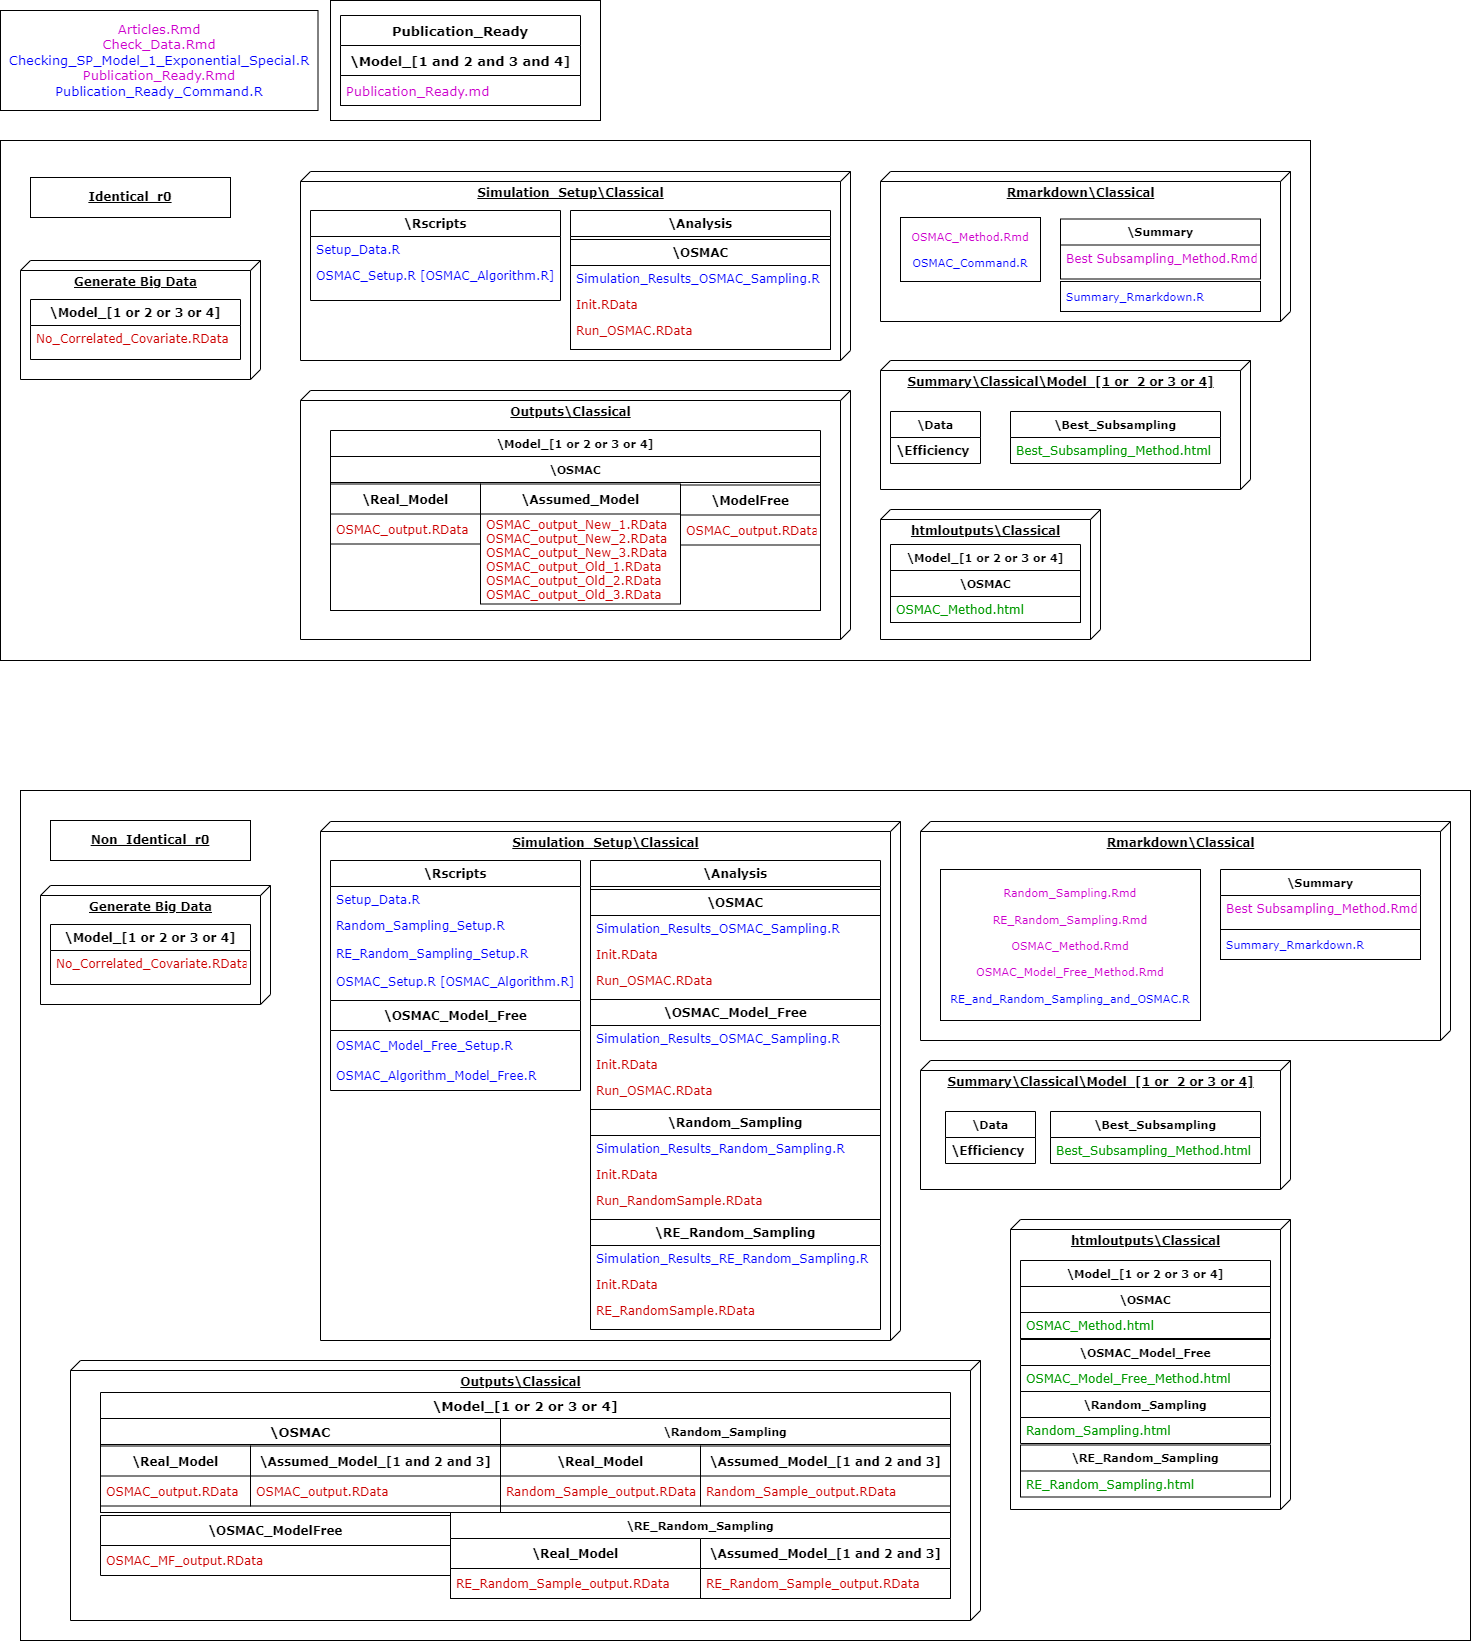 Articles.Rmd
Check_Data.Rmd
Checking_SP_Model_1_Exponential_Special.R
Publication_Ready.Rmd
Publication_Ready_Command.R
Publication_Ready
\Model_[1 and 2 and 3 and 4]
Publication_Ready.md
Identical_r0
Generate Big Data
\Model_[1 or 2 or 3 or 4]
No_Correlated_Covariate.RData
Simulation_Setup\Classical
\Rscripts
Setup_Data.R
OSMAC_Setup.R [OSMAC_Algorithm.R]
\Analysis
\OSMAC
Simulation_Results_OSMAC_Sampling.R
Init.RData
Run_OSMAC.RData
Rmarkdown\Classical
OSMAC_Method.Rmd
OSMAC_Command.R
\Summary
Best Subsampling_Method.Rmd
Summary_Rmarkdown.R
Outputs\Classical
\Model_[1 or 2 or 3 or 4]
\OSMAC
\Real_Model
OSMAC_output.RData
\Assumed_Model
OSMAC_output_New_1.RData
OSMAC_output_New_2.RData
OSMAC_output_New_3.RData
OSMAC_output_Old_1.RData
OSMAC_output_Old_2.RData
OSMAC_output_Old_3.RData
\ModelFree
OSMAC_output.RData
Summary\Classical\Model_[1 or  2 or 3 or 4]
\Data
\Efficiency
\Best_Subsampling
Best_Subsampling_Method.html
htmloutputs\Classical
\Model_[1 or 2 or 3 or 4]
\OSMAC
OSMAC_Method.html
Non_Identical_r0
Generate Big Data
\Model_[1 or 2 or 3 or 4]
No_Correlated_Covariate.RData
Simulation_Setup\Classical
\Rscripts
Setup_Data.R
Random_Sampling_Setup.R
RE_Random_Sampling_Setup.R
OSMAC_Setup.R [OSMAC_Algorithm.R]
\OSMAC_Model_Free
OSMAC_Model_Free_Setup.R
OSMAC_Algorithm_Model_Free.R
\Analysis
\OSMAC
Simulation_Results_OSMAC_Sampling.R
Init.RData
Run_OSMAC.RData
\OSMAC_Model_Free
Simulation_Results_OSMAC_Sampling.R
Init.RData
Run_OSMAC.RData
\Random_Sampling
Simulation_Results_Random_Sampling.R
Init.RData
Run_RandomSample.RData
\RE_Random_Sampling
Simulation_Results_RE_Random_Sampling.R
Init.RData
RE_RandomSample.RData
Rmarkdown\Classical
Random_Sampling.Rmd
RE_Random_Sampling.Rmd
OSMAC_Method.Rmd
OSMAC_Model_Free_Method.Rmd
RE_and_Random_Sampling_and_OSMAC.R
\Summary
Best Subsampling_Method.Rmd
Summary_Rmarkdown.R
Summary\Classical\Model_[1 or  2 or 3 or 4]
\Data
\Efficiency
\Best_Subsampling
Best_Subsampling_Method.html
htmloutputs\Classical
\Model_[1 or 2 or 3 or 4]
\OSMAC
OSMAC_Method.html
\OSMAC_Model_Free
OSMAC_Model_Free_Method.html
\Random_Sampling
Random_Sampling.html
\RE_Random_Sampling
RE_Random_Sampling.html
Outputs\Classical
\Model_[1 or 2 or 3 or 4]
\OSMAC
\Real_Model
OSMAC_output.RData
\Assumed_Model_[1 and 2 and 3]
OSMAC_output.RData
\Random_Sampling
\Real_Model
Random_Sample_output.RData
\Assumed_Model_[1 and 2 and 3]
Random_Sample_output.RData
\OSMAC_ModelFree
OSMAC_MF_output.RData
\RE_Random_Sampling
\Real_Model
RE_Random_Sample_output.RData
\Assumed_Model_[1 and 2 and 3]
RE_Random_Sample_output.RData